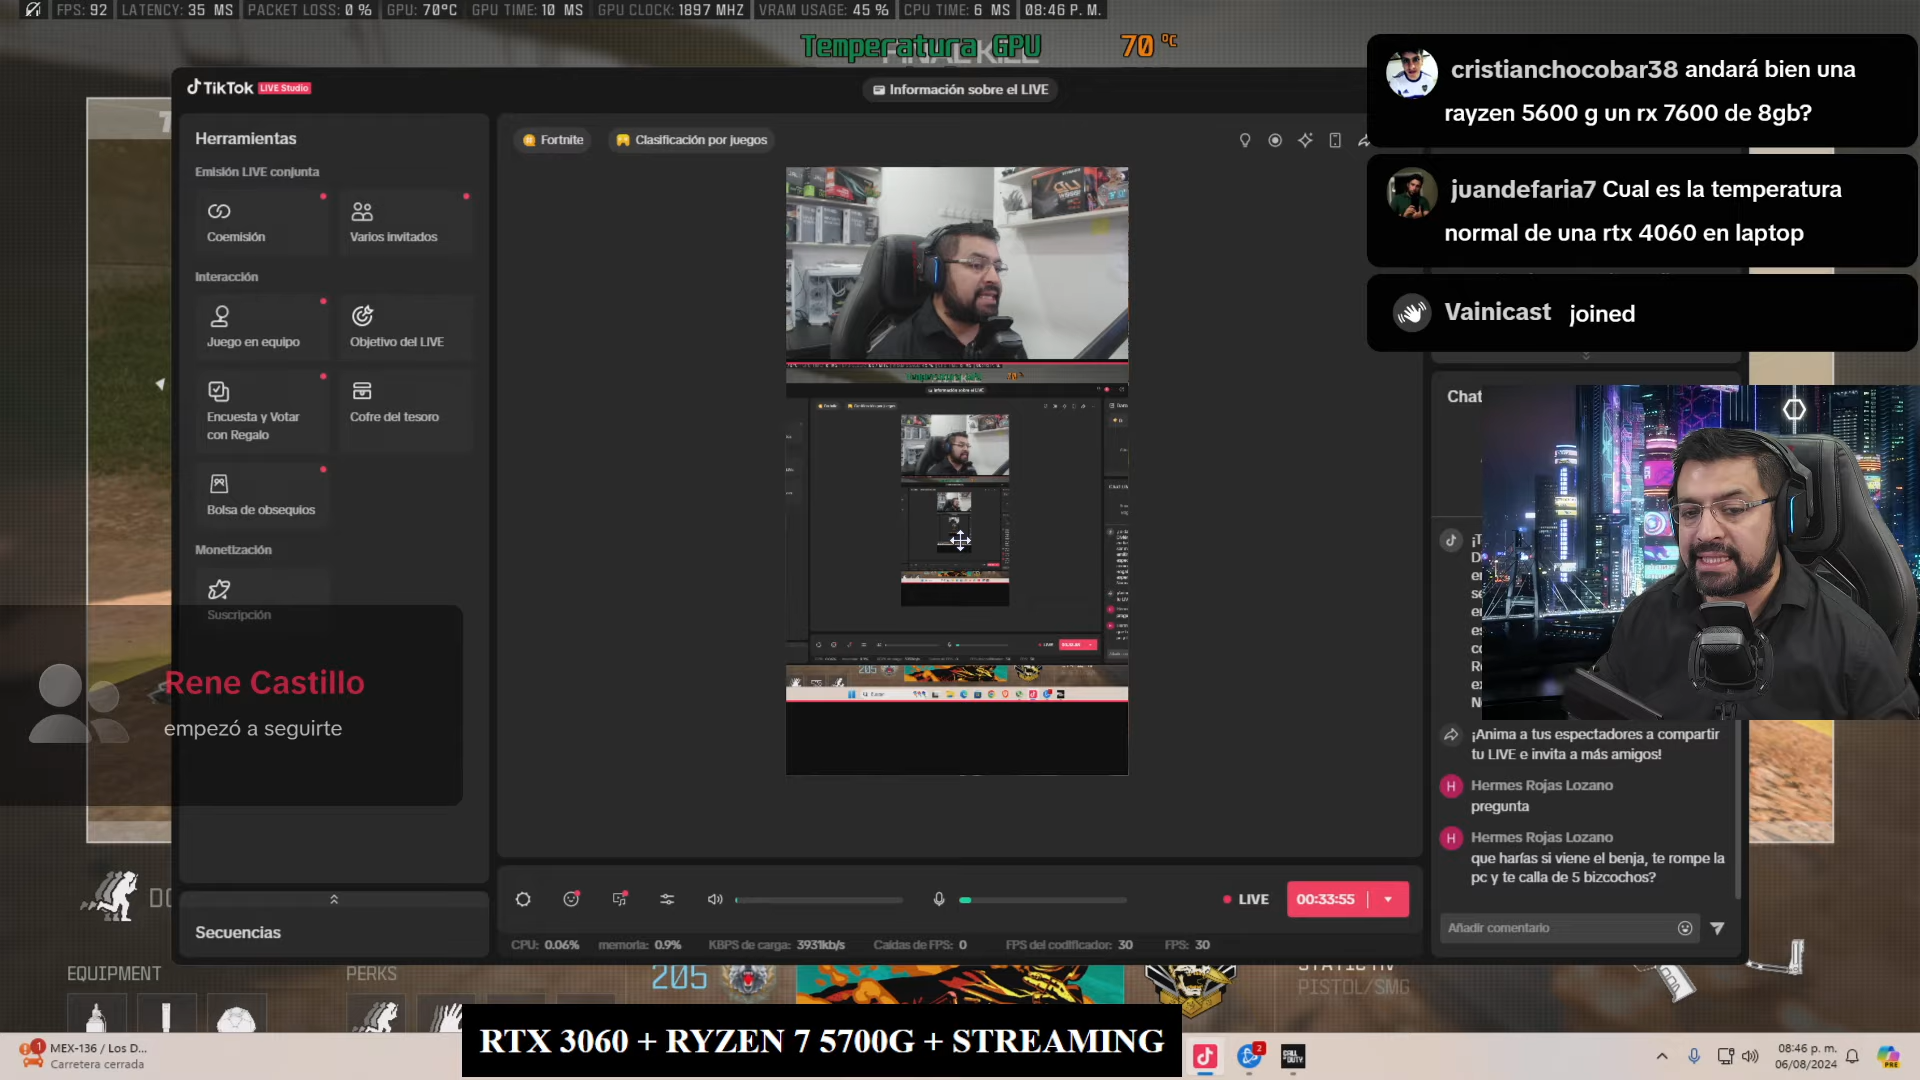 FPS: 92 LATENCY: 35 MS PACKET LOSS: 0 % GPU: 70°C GPU TIME: 10 MS GPU CLOCK: 1897 MHZ VRAM USAGE: 45 % CPU TIME: 6 MS 08:46 P. M.
Temperatura GPU 70 ºC
TikTok LIVE Studio
Información sobre el LIVE
cristianchocobar38 andará bien una
rayzen 5600 g un rx 7600 de 8gb?
juandefaria7 Cual es la temperatura
normal de una rtx 4060 en laptop
Vainicast joined
Herramientas
Fortnite
Clasificación por juegos
Emisión LIVE conjunta
Coemisión
Varios invitados
Interacción
Juego en equipo
Objetivo del LIVE
Encuesta y Votar
con Regalo
Cofre del tesoro
Bolsa de obsequios
Monetización
Suscripción
Rene Castillo
empezó a seguirte
Chat
¡Anima a tus espectadores a compartir
tu LIVE e invita a más amigos!
Hermes Rojas Lozano
pregunta
Hermes Rojas Lozano
que harías si viene el benja, te rompe la
pc y te calla de 5 bizcochos?
Añadir comentario
LIVE
00:33:55
Secuencias
CPU: 0.06% memoria: 0.9% KBPS de carga: 3931kb/s Caídas de FPS: 0 FPS del codificador: 30 FPS: 30
EQUIPMENT
PERKS
205
PISTOL/SMG
RTX 3060 + RYZEN 7 5700G + STREAMING
MEX-136 / Los D...
Carretera cerrada
CALL OF DUTY
08:46 p. m.
06/08/2024